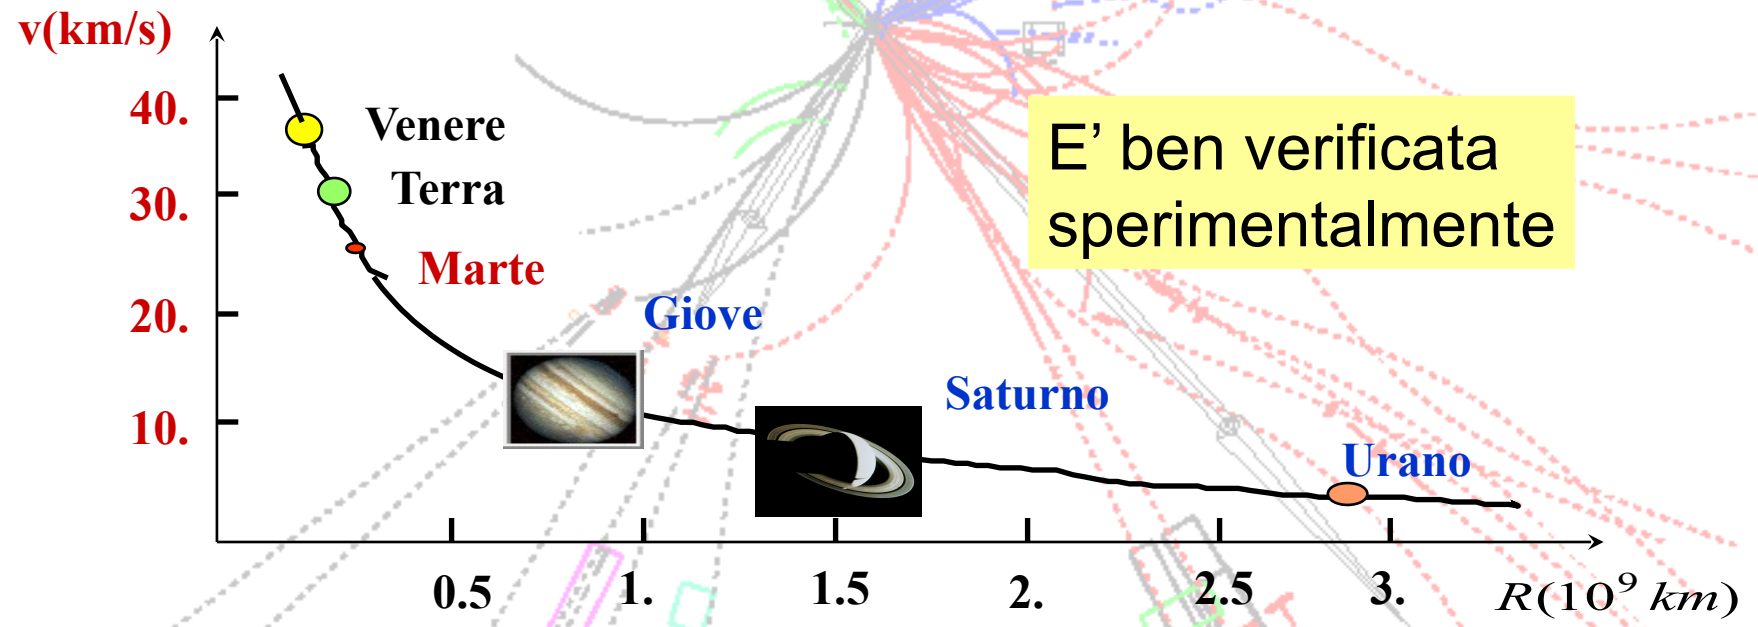 v(km/s)
40.
Venere
E’ ben verificata
sperimentalmente
30.
Terra
Marte
20.
Giove
Saturno
10.
Urano
0.5
1.
1.5
2.
2.5
3.
R(10⁹ km)